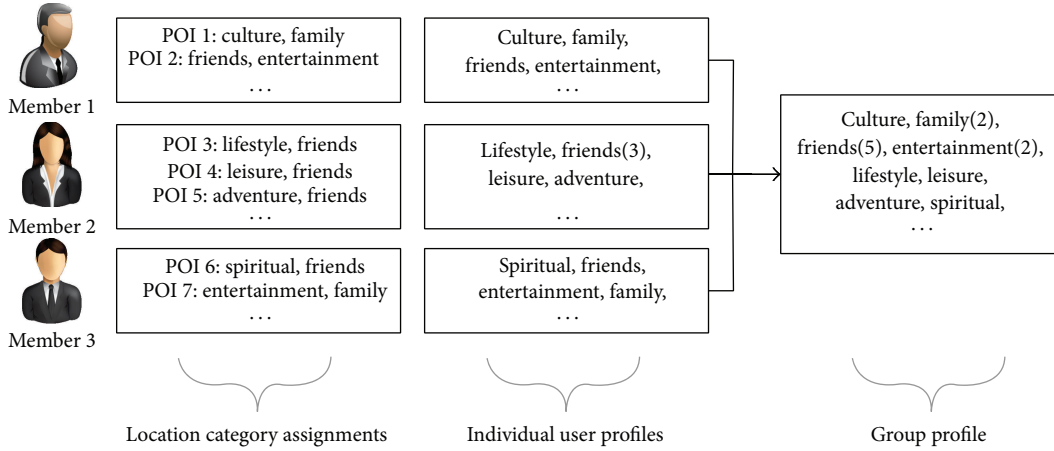 Member 1
POI 1: culture, family
POI 2: friends, entertainment
...
Culture, family,
friends, entertainment,
...
Member 2
POI 3: lifestyle, friends
POI 4: leisure, friends
POI 5: adventure, friends
...
Lifestyle, friends(3),
leisure, adventure,
...
Member 3
POI 6: spiritual, friends
POI 7: entertainment, family
...
Spiritual, friends,
entertainment, family,
...
Culture, family(2),
friends(5), entertainment(2),
lifestyle, leisure,
adventure, spiritual,
...
Location category assignments
Individual user profiles
Group profile